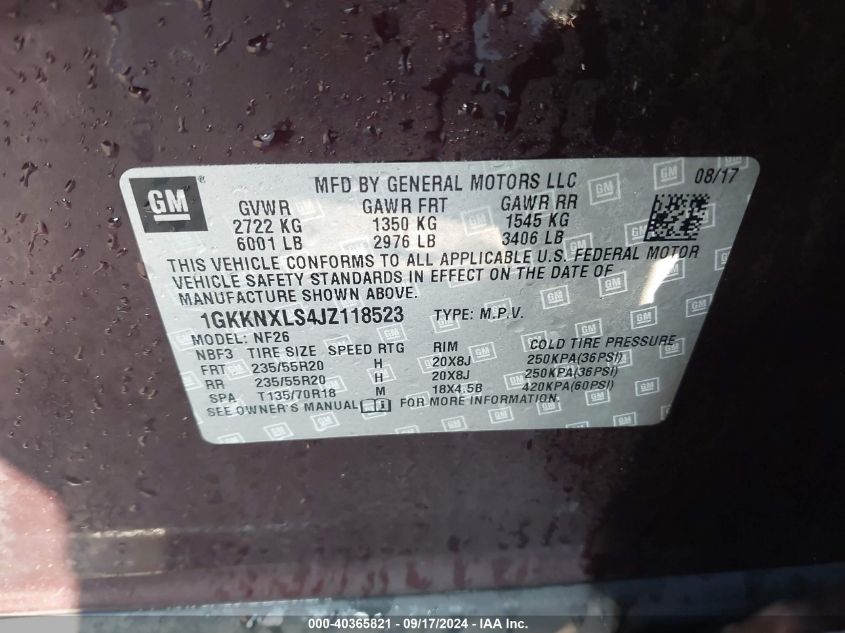 GM ®
MFD BY GENERAL MOTORS LLC 08/17
GVWR GAWR FRT GAWR RR
2722 KG 1350 KG 1545 KG
6001 LB 2976 LB 3406 LB
THIS VEHICLE CONFORMS TO ALL APPLICABLE U.S. FEDERAL MOTOR
VEHICLE SAFETY STANDARDS IN EFFECT ON THE DATE OF
MANUFACTURE SHOWN ABOVE.
1GKKNXLS4JZ118523 TYPE: M.P.V.
MODEL: NF26
NBF3 TIRE SIZE SPEED RTG RIM COLD TIRE PRESSURE
FRT 235/55R20 H 20X8J 250KPA(36PSI)
RR 235/55R20 H 20X8J 250KPA(36PSI)
SPA T135/70R18 M 18X4.5B 420KPA(60PSI)
SEE OWNER'S MANUAL FOR MORE INFORMATION.
000-40365821 - 09/17/2024 - WWW.IAAI.COM